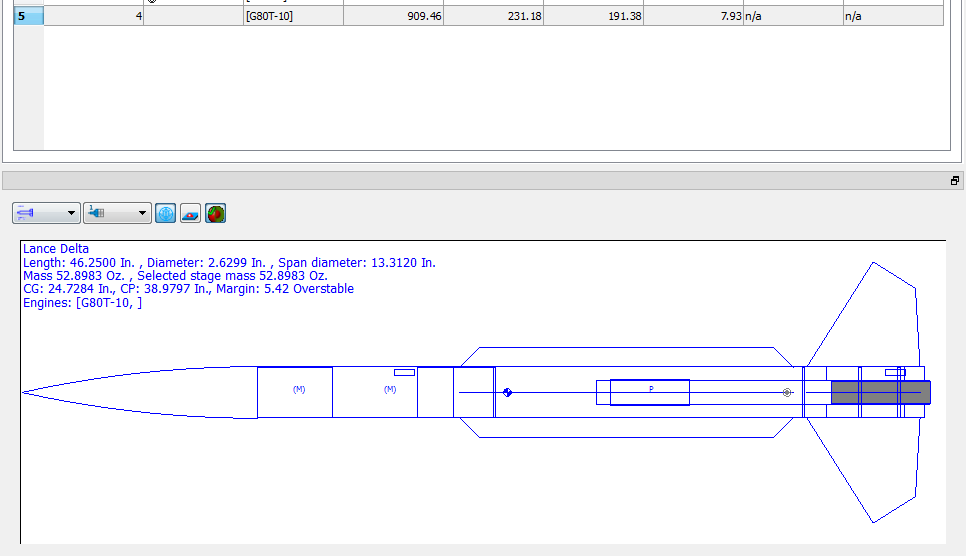 5 4 [G80T-10] 909.46 231.18 191.38 7.93 n/a n/a
1
Lance Delta
Length: 46.2500 In. , Diameter: 2.6299 In. , Span diameter: 13.3120 In.
Mass 52.8983 Oz. , Selected stage mass 52.8983 Oz.
CG: 24.7284 In., CP: 38.9797 In., Margin: 5.42 Overstable
Engines: [G80T-10, ]
(M) (M) P